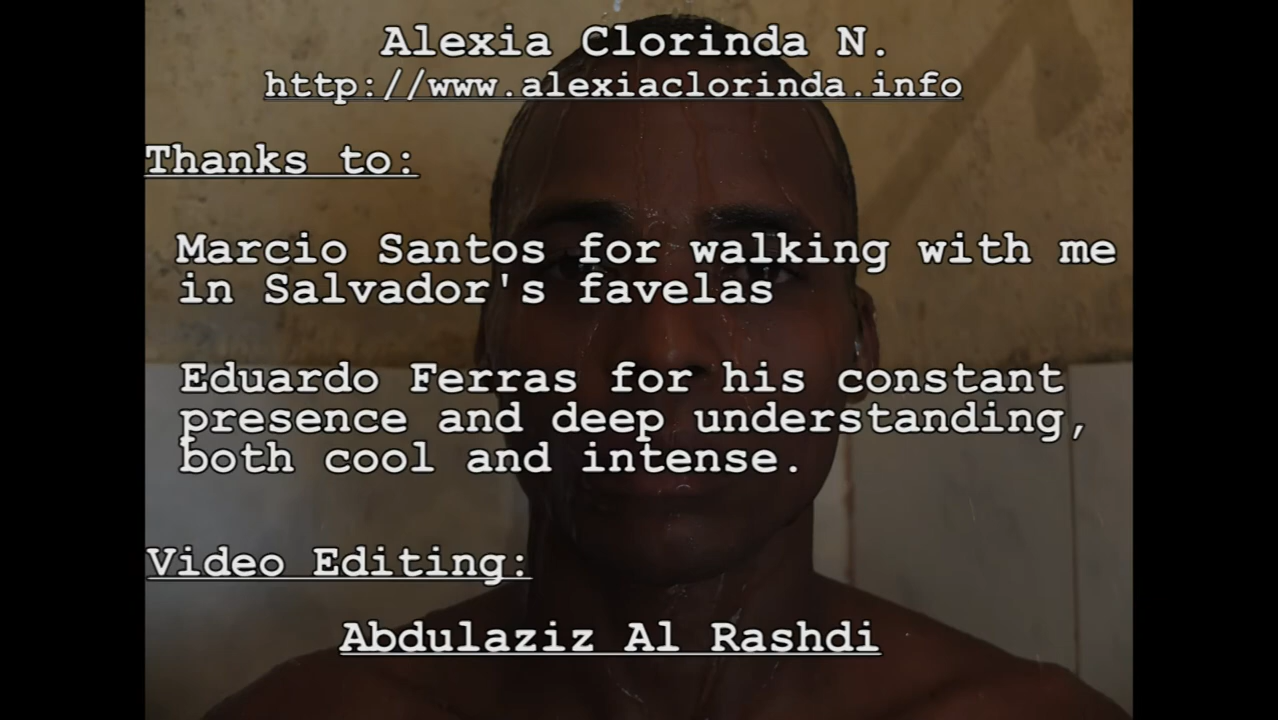 Alexia Clorinda N.
http://www.alexiaclorinda.info
Thanks to:
Marcio Santos for walking with me
in Salvador's favelas
Eduardo Ferras for his constant
presence and deep understanding,
both cool and intense.
Video Editing:
Abdulaziz Al Rashdi